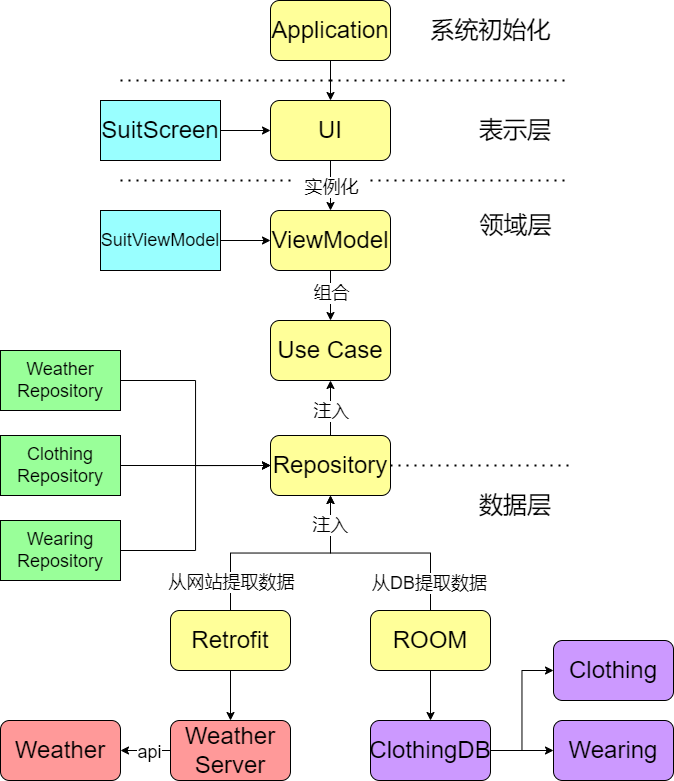 Application
系统初始化
SuitScreen
UI
表示层
实例化
SuitViewModel
ViewModel
领域层
组合
Use Case
Weather
Repository
注入
Clothing
Repository
Repository
数据层
Wearing
Repository
注入
从网站提取数据
从DB提取数据
Retrofit
ROOM
Clothing
Weather
api
Weather
Server
ClothingDB
Wearing